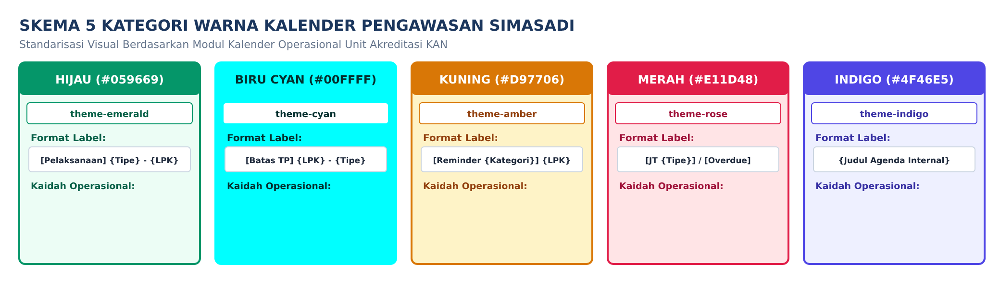 SKEMA 5 KATEGORI WARNA KALENDER PENGAWASAN SIMASADI
Standarisasi Visual Berdasarkan Modul Kalender Operasional Unit Akreditasi KAN
HIJAU (#059669)
theme-emerald
Format Label:
[Pelaksanaan] {Tipe} - {LPK}
Kaidah Operasional:
BIRU CYAN (#00FFFF)
theme-cyan
Format Label:
[Batas TP] {LPK} - {Tipe}
Kaidah Operasional:
KUNING (#D97706)
theme-amber
Format Label:
[Reminder {Kategori}] {LPK}
Kaidah Operasional:
MERAH (#E11D48)
theme-rose
Format Label:
[JT {Tipe}] / [Overdue]
Kaidah Operasional:
INDIGO (#4F46E5)
theme-indigo
Format Label:
{Judul Agenda Internal}
Kaidah Operasional: